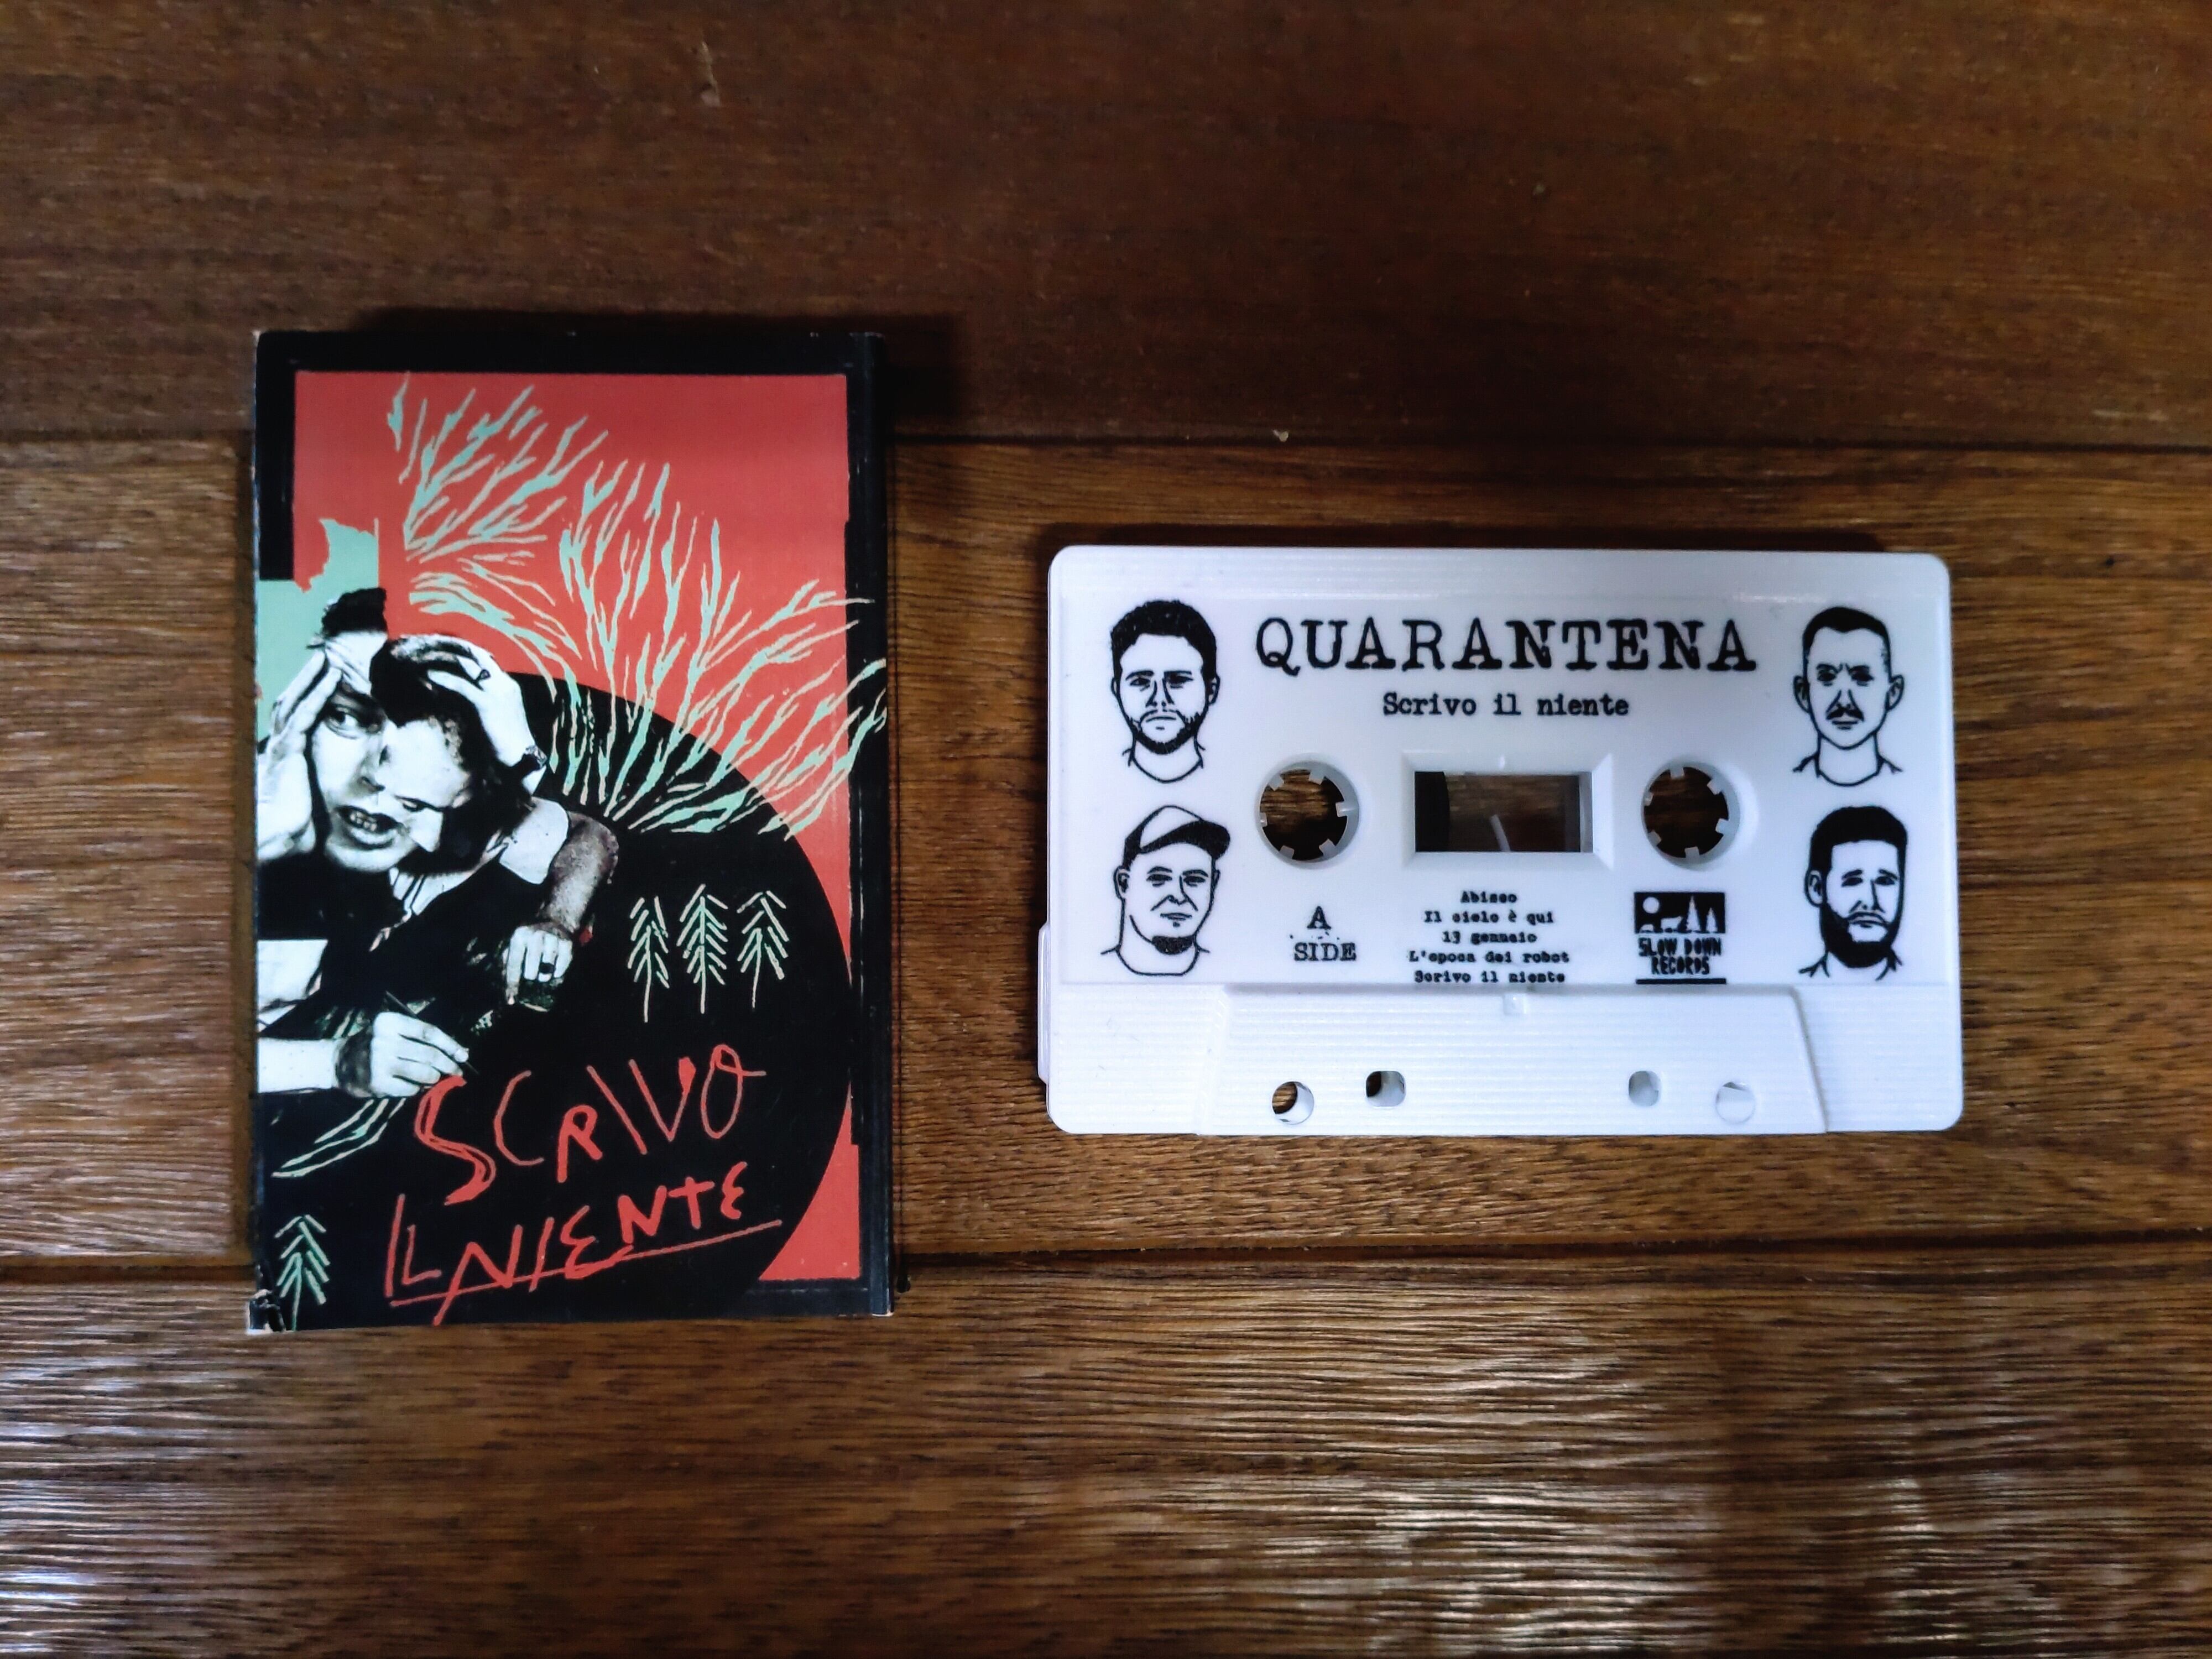 SCRIVO
IL NIENTE
QUARANTENA
Scrivo il niente
A
SIDE
Abisso
Il cielo è qui
13 gennaio
L'epoca dei robot
Scrivo il niente
SLOW DOWN
RECORDS